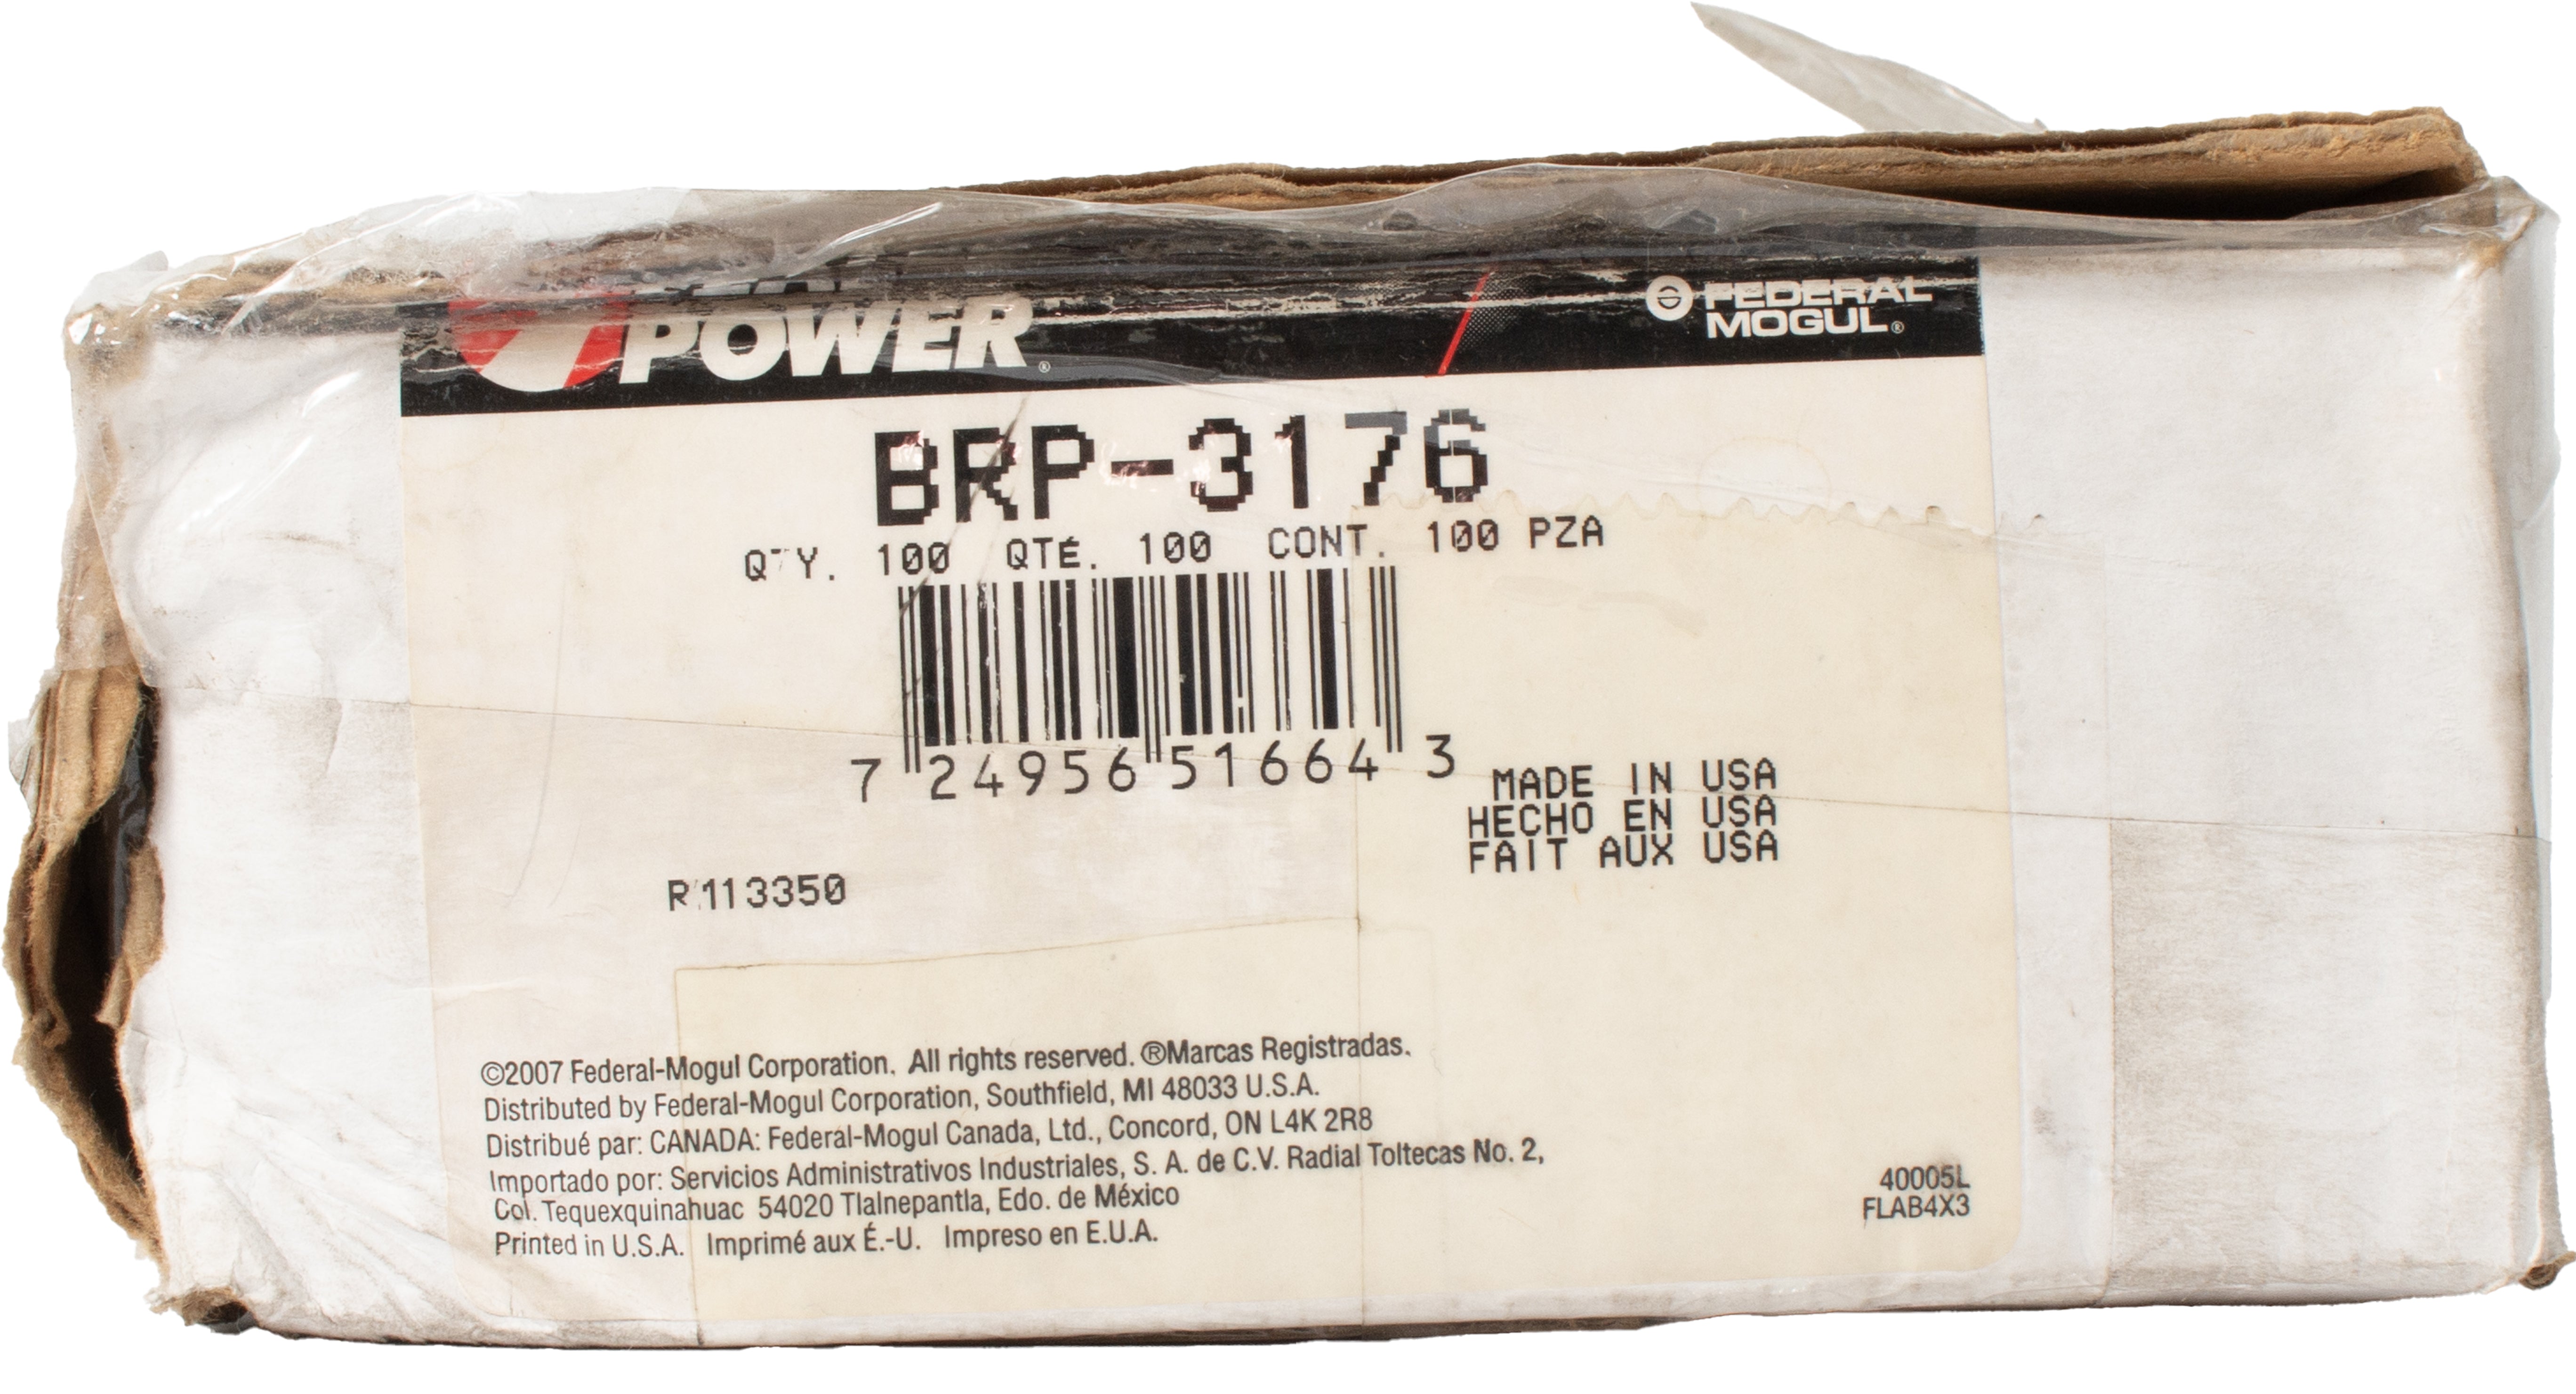 POWER®
FEDERAL
MOGUL®
BRP-3176
QTY. 100 QTÉ. 100 CONT. 100 PZA
7 24956 51664 3
MADE IN USA
HECHO EN USA
FAIT AUX USA
R113350
©2007 Federal-Mogul Corporation. All rights reserved. ®Marcas Registradas.
Distributed by Federal-Mogul Corporation, Southfield, MI 48033 U.S.A.
Distribué par: CANADA: Federal-Mogul Canada, Ltd., Concord, ON L4K 2R8
Importado por: Servicios Administrativos Industriales, S. A. de C.V. Radial Toltecas No. 2,
Col. Tequexquinahuac 54020 Tlalnepantla, Edo. de México
Printed in U.S.A. Imprimé aux É.-U. Impreso en E.U.A.
40005L
FLAB4X3